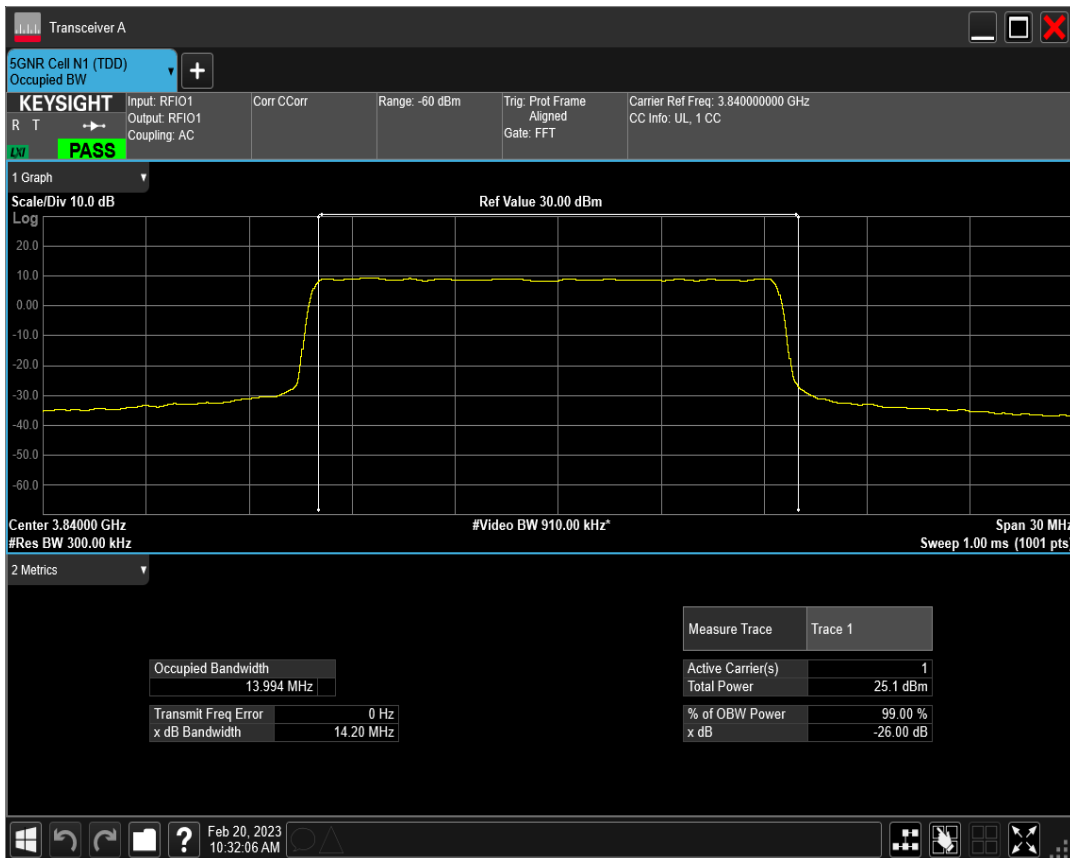 Transceiver A
5GNR Cell N1 (TDD)
Occupied BW
+
KEYSIGHT
R T
LXI
PASS
Input: RFIO1
Output: RFIO1
Coupling: AC
Corr CCorr
Range: -60 dBm
Trig: Prot Frame
Aligned
Gate: FFT
Carrier Ref Freq: 3.840000000 GHz
CC Info: UL, 1 CC
1 Graph
Scale/Div 10.0 dB
Ref Value 30.00 dBm
Log
20.0
10.0
0.00
-10.0
-20.0
-30.0
-40.0
-50.0
-60.0
Center 3.84000 GHz
#Video BW 910.00 kHz*
Span 30 MHz
#Res BW 300.00 kHz
Sweep 1.00 ms (1001 pts)
2 Metrics
Measure Trace Trace 1
Occupied Bandwidth
13.994 MHz
Active Carrier(s) 1
Total Power 25.1 dBm
Transmit Freq Error 0 Hz
x dB Bandwidth 14.20 MHz
% of OBW Power 99.00 %
x dB -26.00 dB
?
Feb 20, 2023
10:32:06 AM